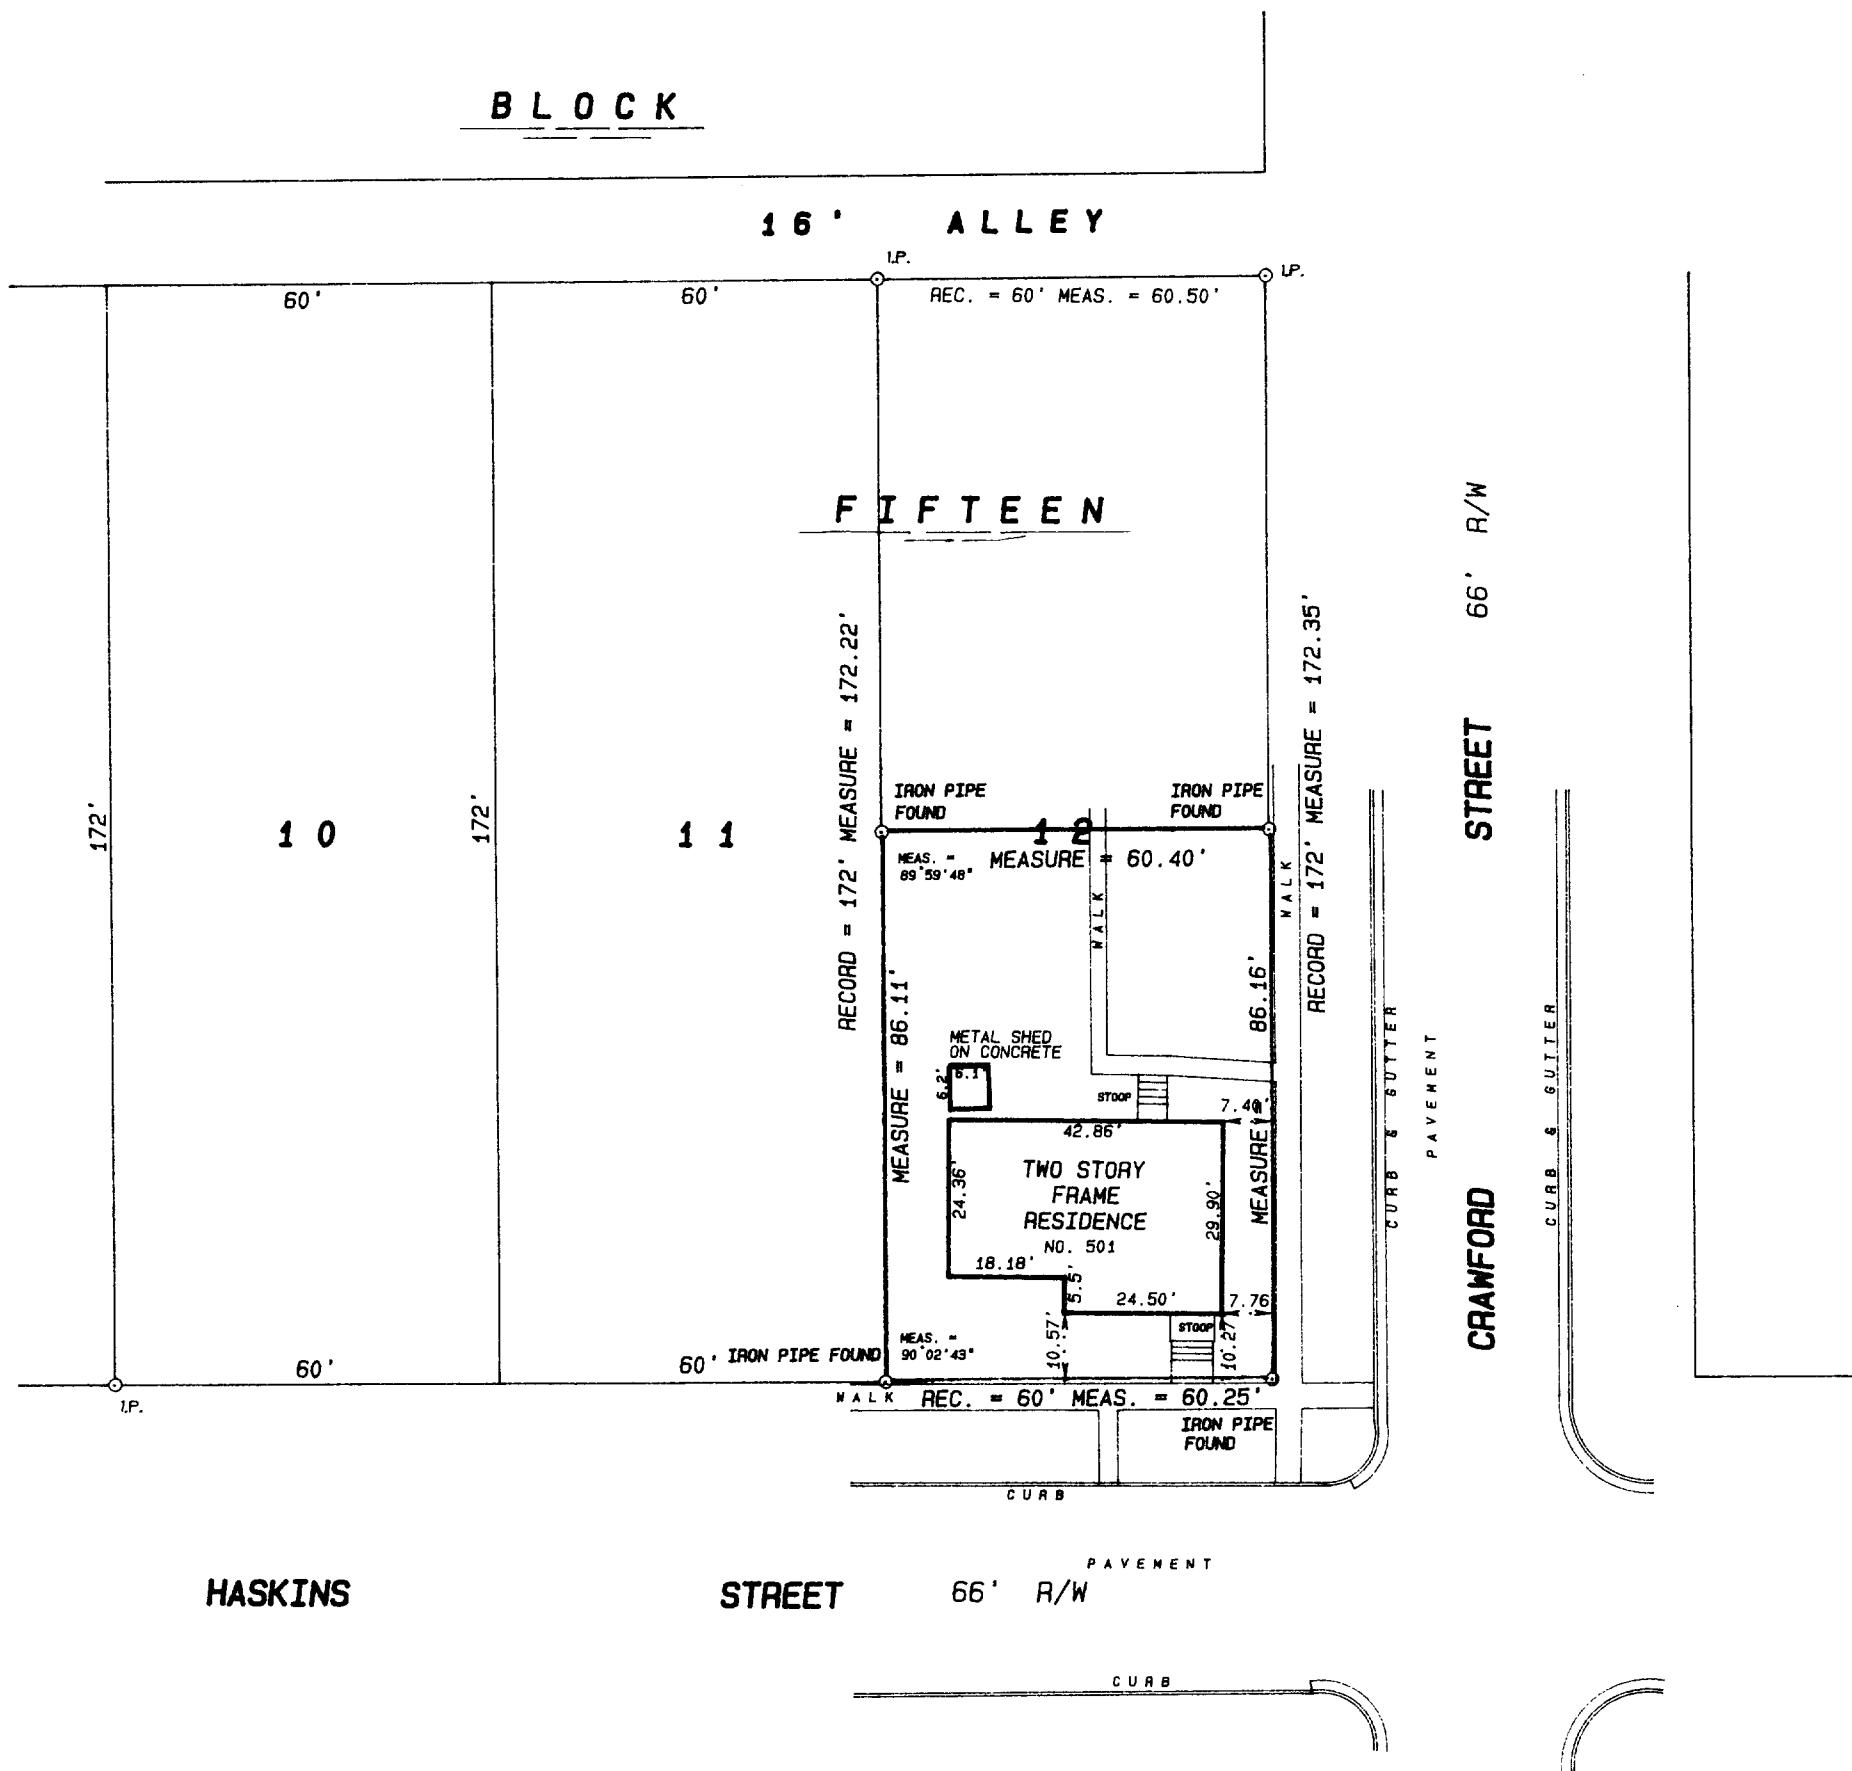 BLOCK
16' ALLEY
I.P.
I.P.
60'
60'
REC. = 60' MEAS. = 60.50'
FIFTEEN
66' R/W
RECORD = 172' MEASURE = 172.22'
RECORD = 172' MEASURE = 172.35'
STREET
IRON PIPE
FOUND
IRON PIPE
FOUND
172'
10
172'
11
12
MEAS. =
89°59'48"
MEASURE = 60.40'
WALK
WALK
MEASURE = 86.11'
86.16'
MEASURE =
METAL SHED
ON CONCRETE
6.2'
6.1'
STOOP
7.40'
42.86'
CURB & GUTTER
PAVEMENT
CURB & GUTTER
24.36'
TWO STORY
FRAME
RESIDENCE
NO. 501
29.90'
CRAWFORD
18.18'
5.5'
24.50'
7.76
STOOP
10.57'
10.27'
MEAS. =
90°02'43"
60'
60'
IRON PIPE FOUND
I.P.
WALK
REC. = 60' MEAS. = 60.25'
IRON PIPE
FOUND
CURB
PAVEMENT
HASKINS STREET 66' R/W
CURB